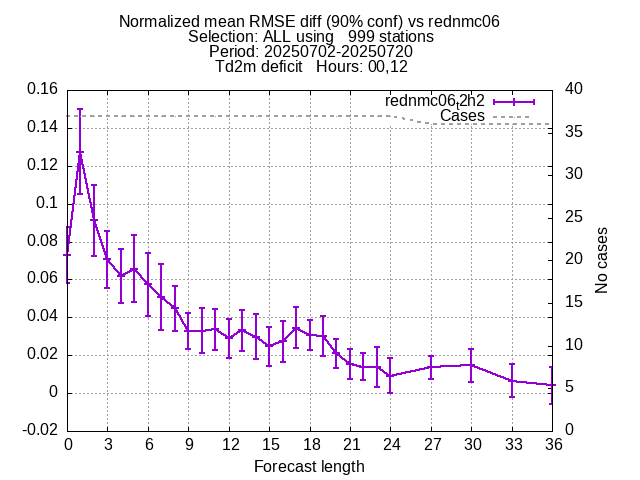 Normalized mean RMSE diff (90% conf) vs rednmc06
Selection: ALL using   999 stations
Period: 20250702-20250720
Td2m deficit   Hours: 00,12
rednmc06_t2h2
Cases
0.16
0.14
0.12
0.1
0.08
0.06
0.04
0.02
0
-0.02
40
35
30
25
20
15
10
5
0
No cases
0 3 6 9 12 15 18 21 24 27 30 33 36
Forecast length